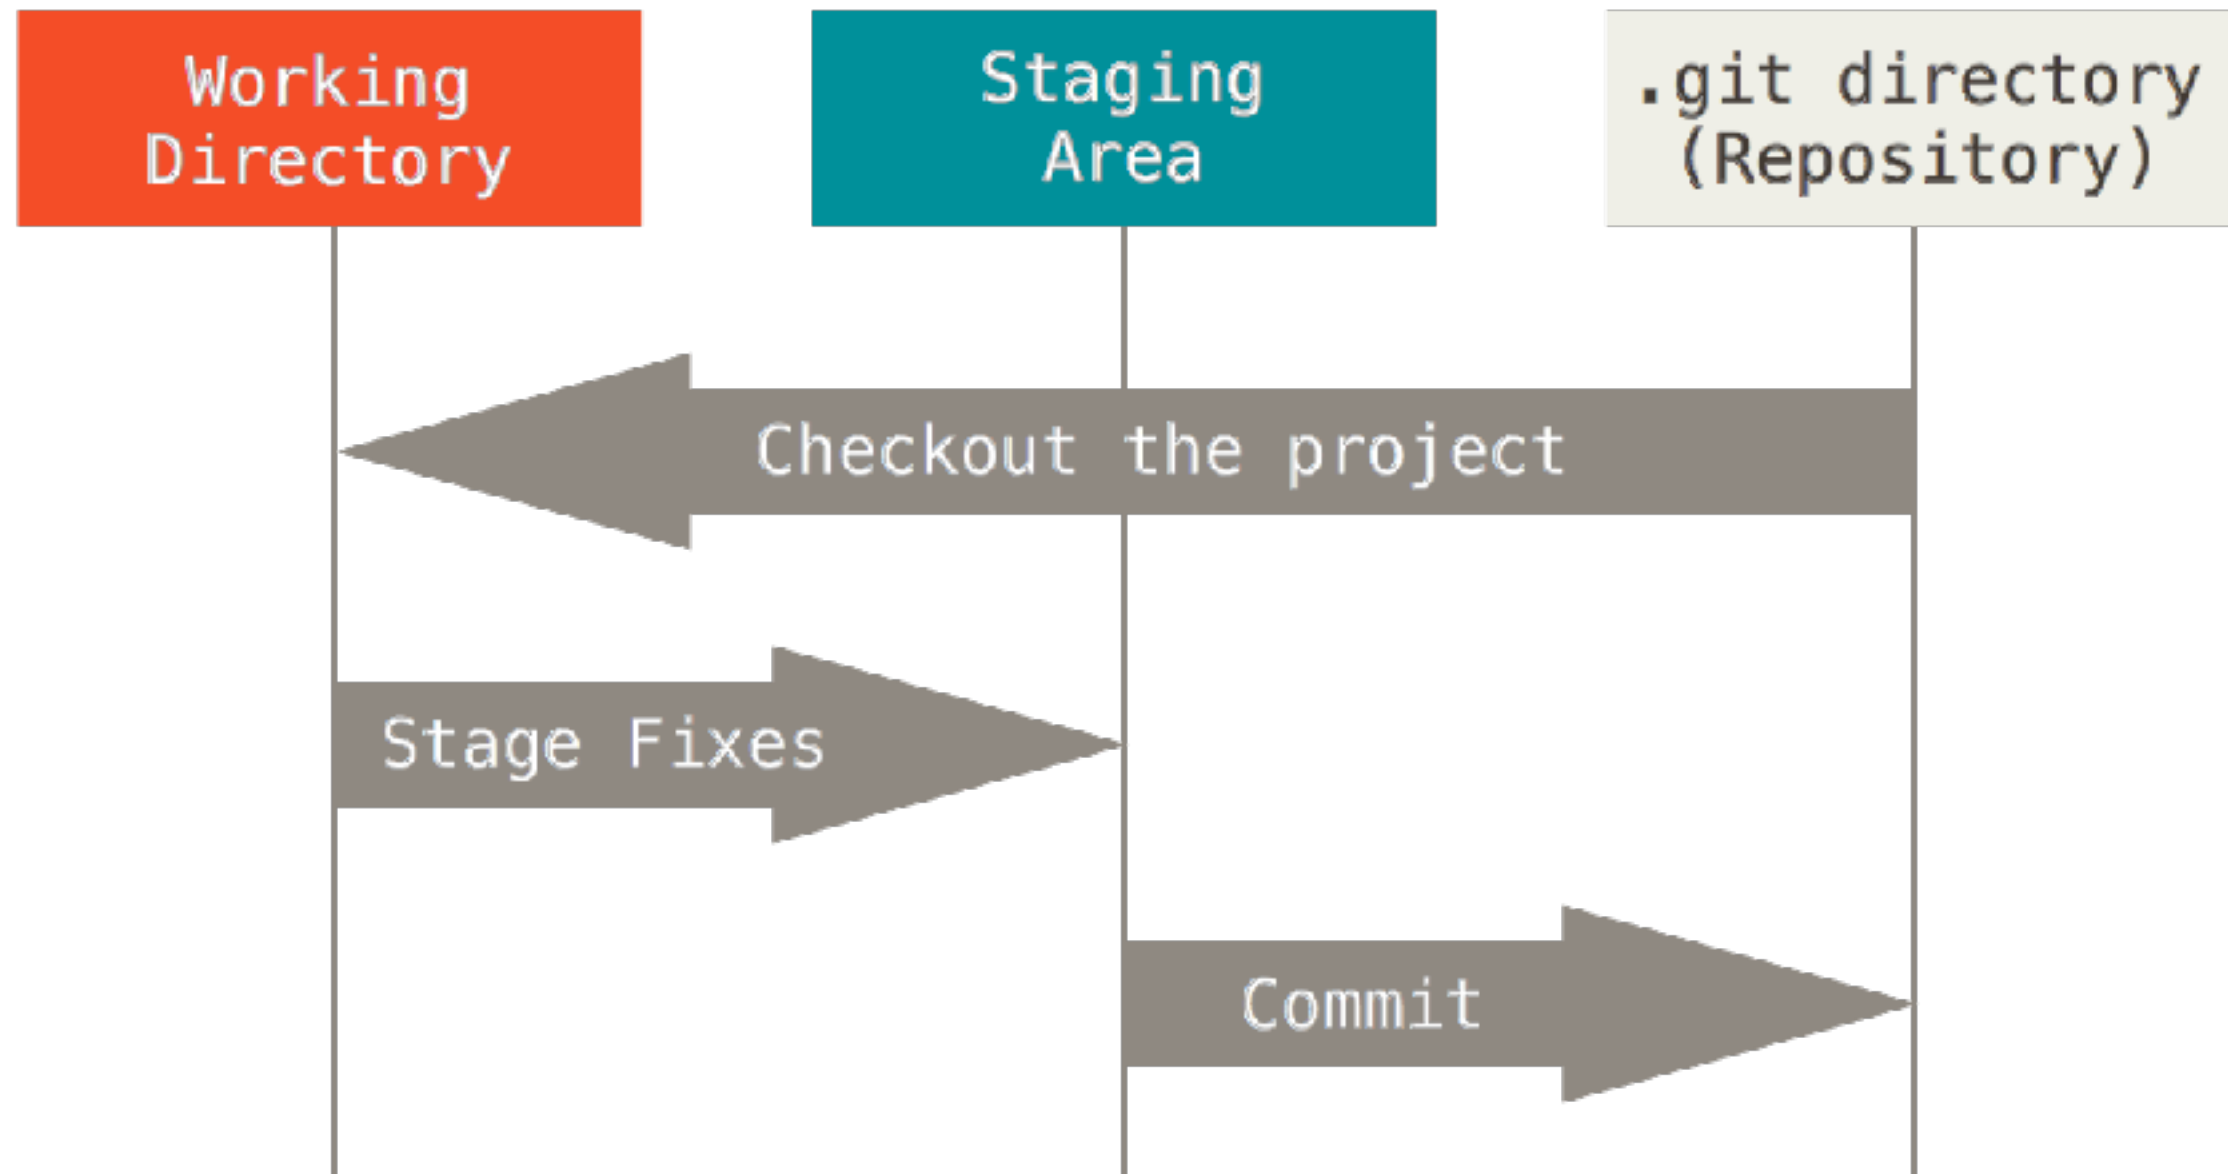 Working
Directory
Staging
Area
.git directory
(Repository)
Checkout the project
Stage Fixes
Commit